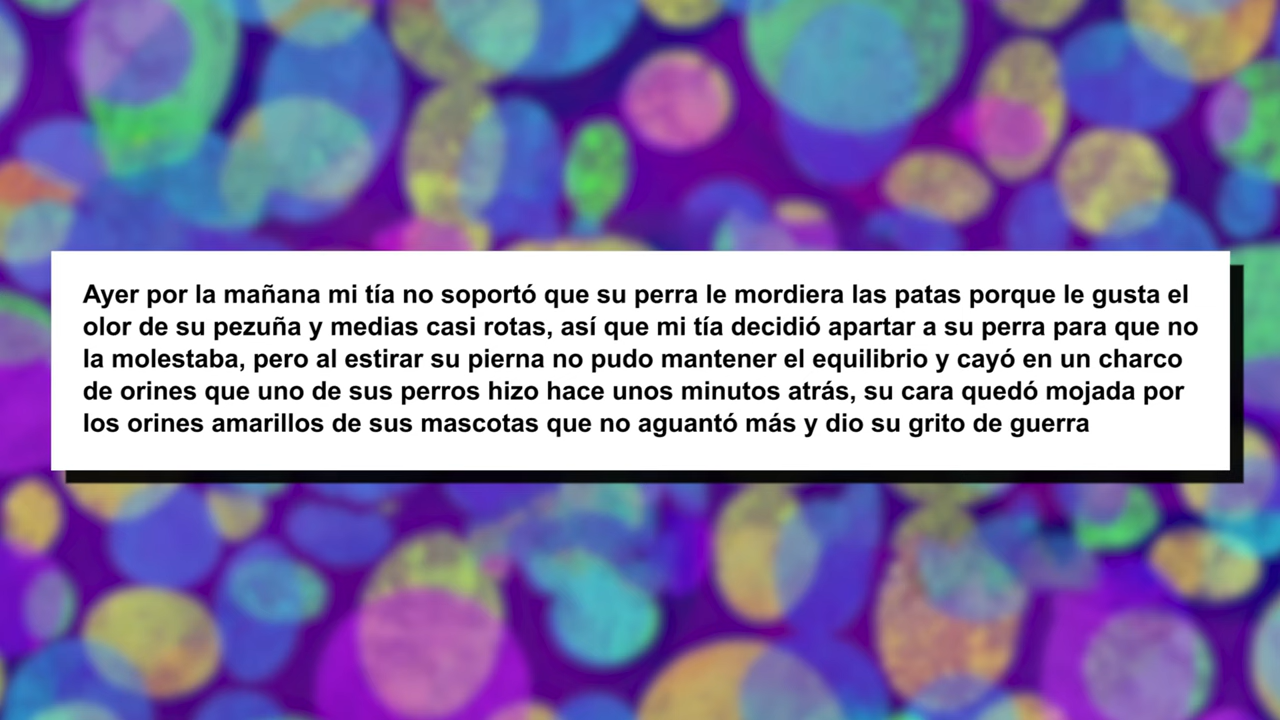 Ayer por la mañana mi tía no soportó que su perra le mordiera las patas porque le gusta el
olor de su pezuña y medias casi rotas, así que mi tía decidió apartar a su perra para que no
la molestaba, pero al estirar su pierna no pudo mantener el equilibrio y cayó en un charco
de orines que uno de sus perros hizo hace unos minutos atrás, su cara quedó mojada por
los orines amarillos de sus mascotas que no aguantó más y dio su grito de guerra